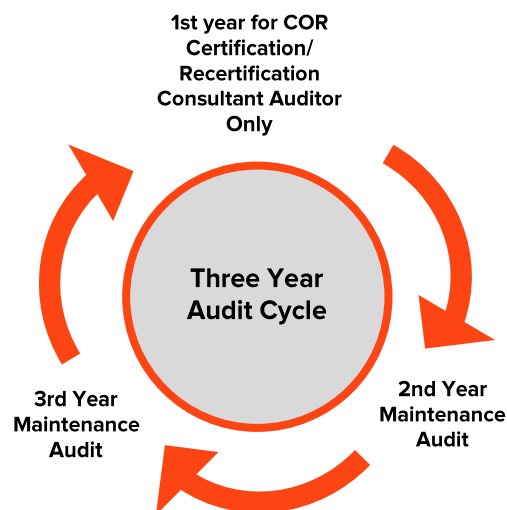 1st year for COR
Certification/
Recertification
Consultant Auditor
Only
Three Year
Audit Cycle
2nd Year
Maintenance
Audit
3rd Year
Maintenance
Audit